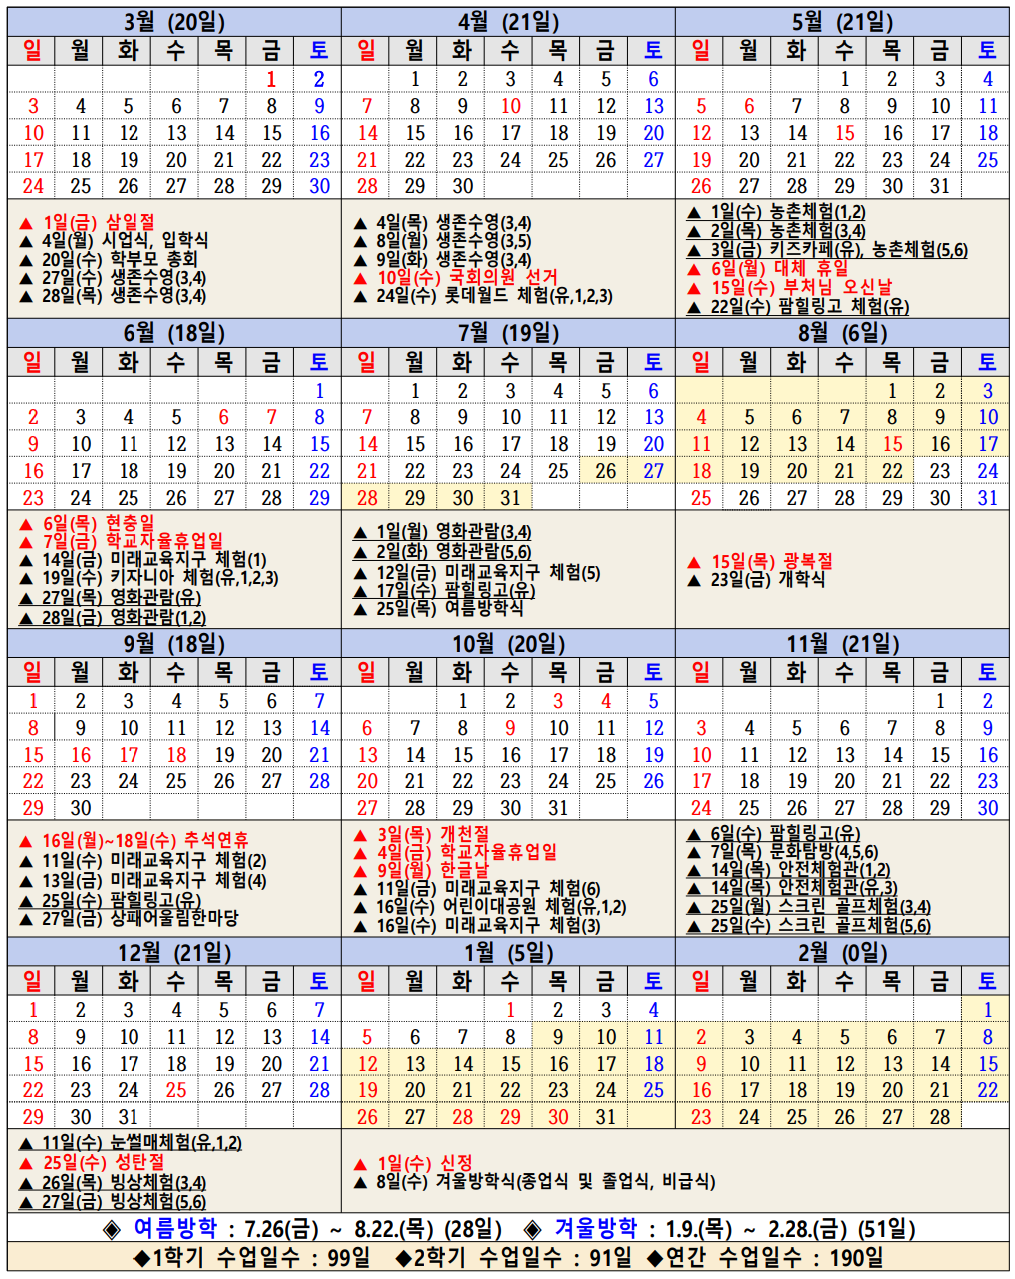 3월 (20일) 4월 (21일) 5월 (21일)
일 월 화 수 목 금 토 일 월 화 수 목 금 토 일 월 화 수 목 금 토
1 2 1 2 3 4 5 6 1 2 3 4
3 4 5 6 7 8 9 7 8 9 10 11 12 13 5 6 7 8 9 10 11
10 11 12 13 14 15 16 14 15 16 17 18 19 20 12 13 14 15 16 17 18
17 18 19 20 21 22 23 21 22 23 24 25 26 27 19 20 21 22 23 24 25
24 25 26 27 28 29 30 28 29 30 26 27 28 29 30 31
▲ 1일(금) 삼일절
▲ 4일(월) 시업식, 입학식
▲ 20일(수) 학부모 총회
▲ 27일(수) 생존수영(3,4)
▲ 28일(목) 생존수영(3,4)
▲ 4일(목) 생존수영(3,4)
▲ 8일(월) 생존수영(3,5)
▲ 9일(화) 생존수영(3,4)
▲ 10일(수) 국회의원 선거
▲ 24일(수) 롯데월드 체험(유,1,2,3)
▲ 1일(수) 농촌체험(1,2)
▲ 2일(목) 농촌체험(3,4)
▲ 3일(금) 키즈카페(유), 농촌체험(5,6)
▲ 6일(월) 대체 휴일
▲ 15일(수) 부처님 오신날
▲ 22일(수) 팜힐링고 체험(유)
6월 (18일) 7월 (19일) 8월 (6일)
일 월 화 수 목 금 토 일 월 화 수 목 금 토 일 월 화 수 목 금 토
1 1 2 3 4 5 6 1 2 3
2 3 4 5 6 7 8 7 8 9 10 11 12 13 4 5 6 7 8 9 10
9 10 11 12 13 14 15 14 15 16 17 18 19 20 11 12 13 14 15 16 17
16 17 18 19 20 21 22 21 22 23 24 25 26 27 18 19 20 21 22 23 24
23 24 25 26 27 28 29 28 29 30 31 25 26 27 28 29 30 31
▲ 6일(목) 현충일
▲ 7일(금) 학교자율휴업일
▲ 14일(금) 미래교육지구 체험(1)
▲ 19일(수) 키자니아 체험(유,1,2,3)
▲ 27일(목) 영화관람(유)
▲ 28일(금) 영화관람(1,2)
▲ 1일(월) 영화관람(3,4)
▲ 2일(화) 영화관람(5,6)
▲ 12일(금) 미래교육지구 체험(5)
▲ 17일(수) 팜힐링고(유)
▲ 25일(목) 여름방학식
▲ 15일(목) 광복절
▲ 23일(금) 개학식
9월 (18일) 10월 (20일) 11월 (21일)
일 월 화 수 목 금 토 일 월 화 수 목 금 토 일 월 화 수 목 금 토
1 2 3 4 5 6 7 1 2 3 4 5 1 2
8 9 10 11 12 13 14 6 7 8 9 10 11 12 3 4 5 6 7 8 9
15 16 17 18 19 20 21 13 14 15 16 17 18 19 10 11 12 13 14 15 16
22 23 24 25 26 27 28 20 21 22 23 24 25 26 17 18 19 20 21 22 23
29 30 27 28 29 30 31 24 25 26 27 28 29 30
▲ 16일(월)~18일(수) 추석연휴
▲ 11일(수) 미래교육지구 체험(2)
▲ 13일(금) 미래교육지구 체험(4)
▲ 25일(수) 팜힐링고(유)
▲ 27일(금) 상패어울림한마당
▲ 3일(목) 개천절
▲ 4일(금) 학교자율휴업일
▲ 9일(월) 한글날
▲ 11일(금) 미래교육지구 체험(6)
▲ 16일(수) 어린이대공원 체험(유,1,2)
▲ 16일(수) 미래교육지구 체험(3)
▲ 6일(수) 팜힐링고(유)
▲ 7일(목) 문화탐방(4,5,6)
▲ 14일(목) 안전체험관(1,2)
▲ 14일(목) 안전체험관(유,3)
▲ 25일(월) 스크린 골프체험(3,4)
▲ 25일(수) 스크린 골프체험(5,6)
12월 (21일) 1월 (5일) 2월 (0일)
일 월 화 수 목 금 토 일 월 화 수 목 금 토 일 월 화 수 목 금 토
1 2 3 4 5 6 7 1 2 3 4 1
8 9 10 11 12 13 14 5 6 7 8 9 10 11 2 3 4 5 6 7 8
15 16 17 18 19 20 21 12 13 14 15 16 17 18 9 10 11 12 13 14 15
22 23 24 25 26 27 28 19 20 21 22 23 24 25 16 17 18 19 20 21 22
29 30 31 26 27 28 29 30 31 23 24 25 26 27 28
▲ 11일(수) 눈썰매체험(유,1,2)
▲ 25일(수) 성탄절
▲ 26일(목) 빙상체험(3,4)
▲ 27일(금) 빙상체험(5,6)
▲ 1일(수) 신정
▲ 8일(수) 겨울방학식(종업식 및 졸업식, 비급식)
◈ 여름방학 : 7.26(금) ~ 8.22.(목) (28일) ◈ 겨울방학 : 1.9.(목) ~ 2.28.(금) (51일)
◆1학기 수업일수 : 99일 ◆2학기 수업일수 : 91일 ◆연간 수업일수 : 190일